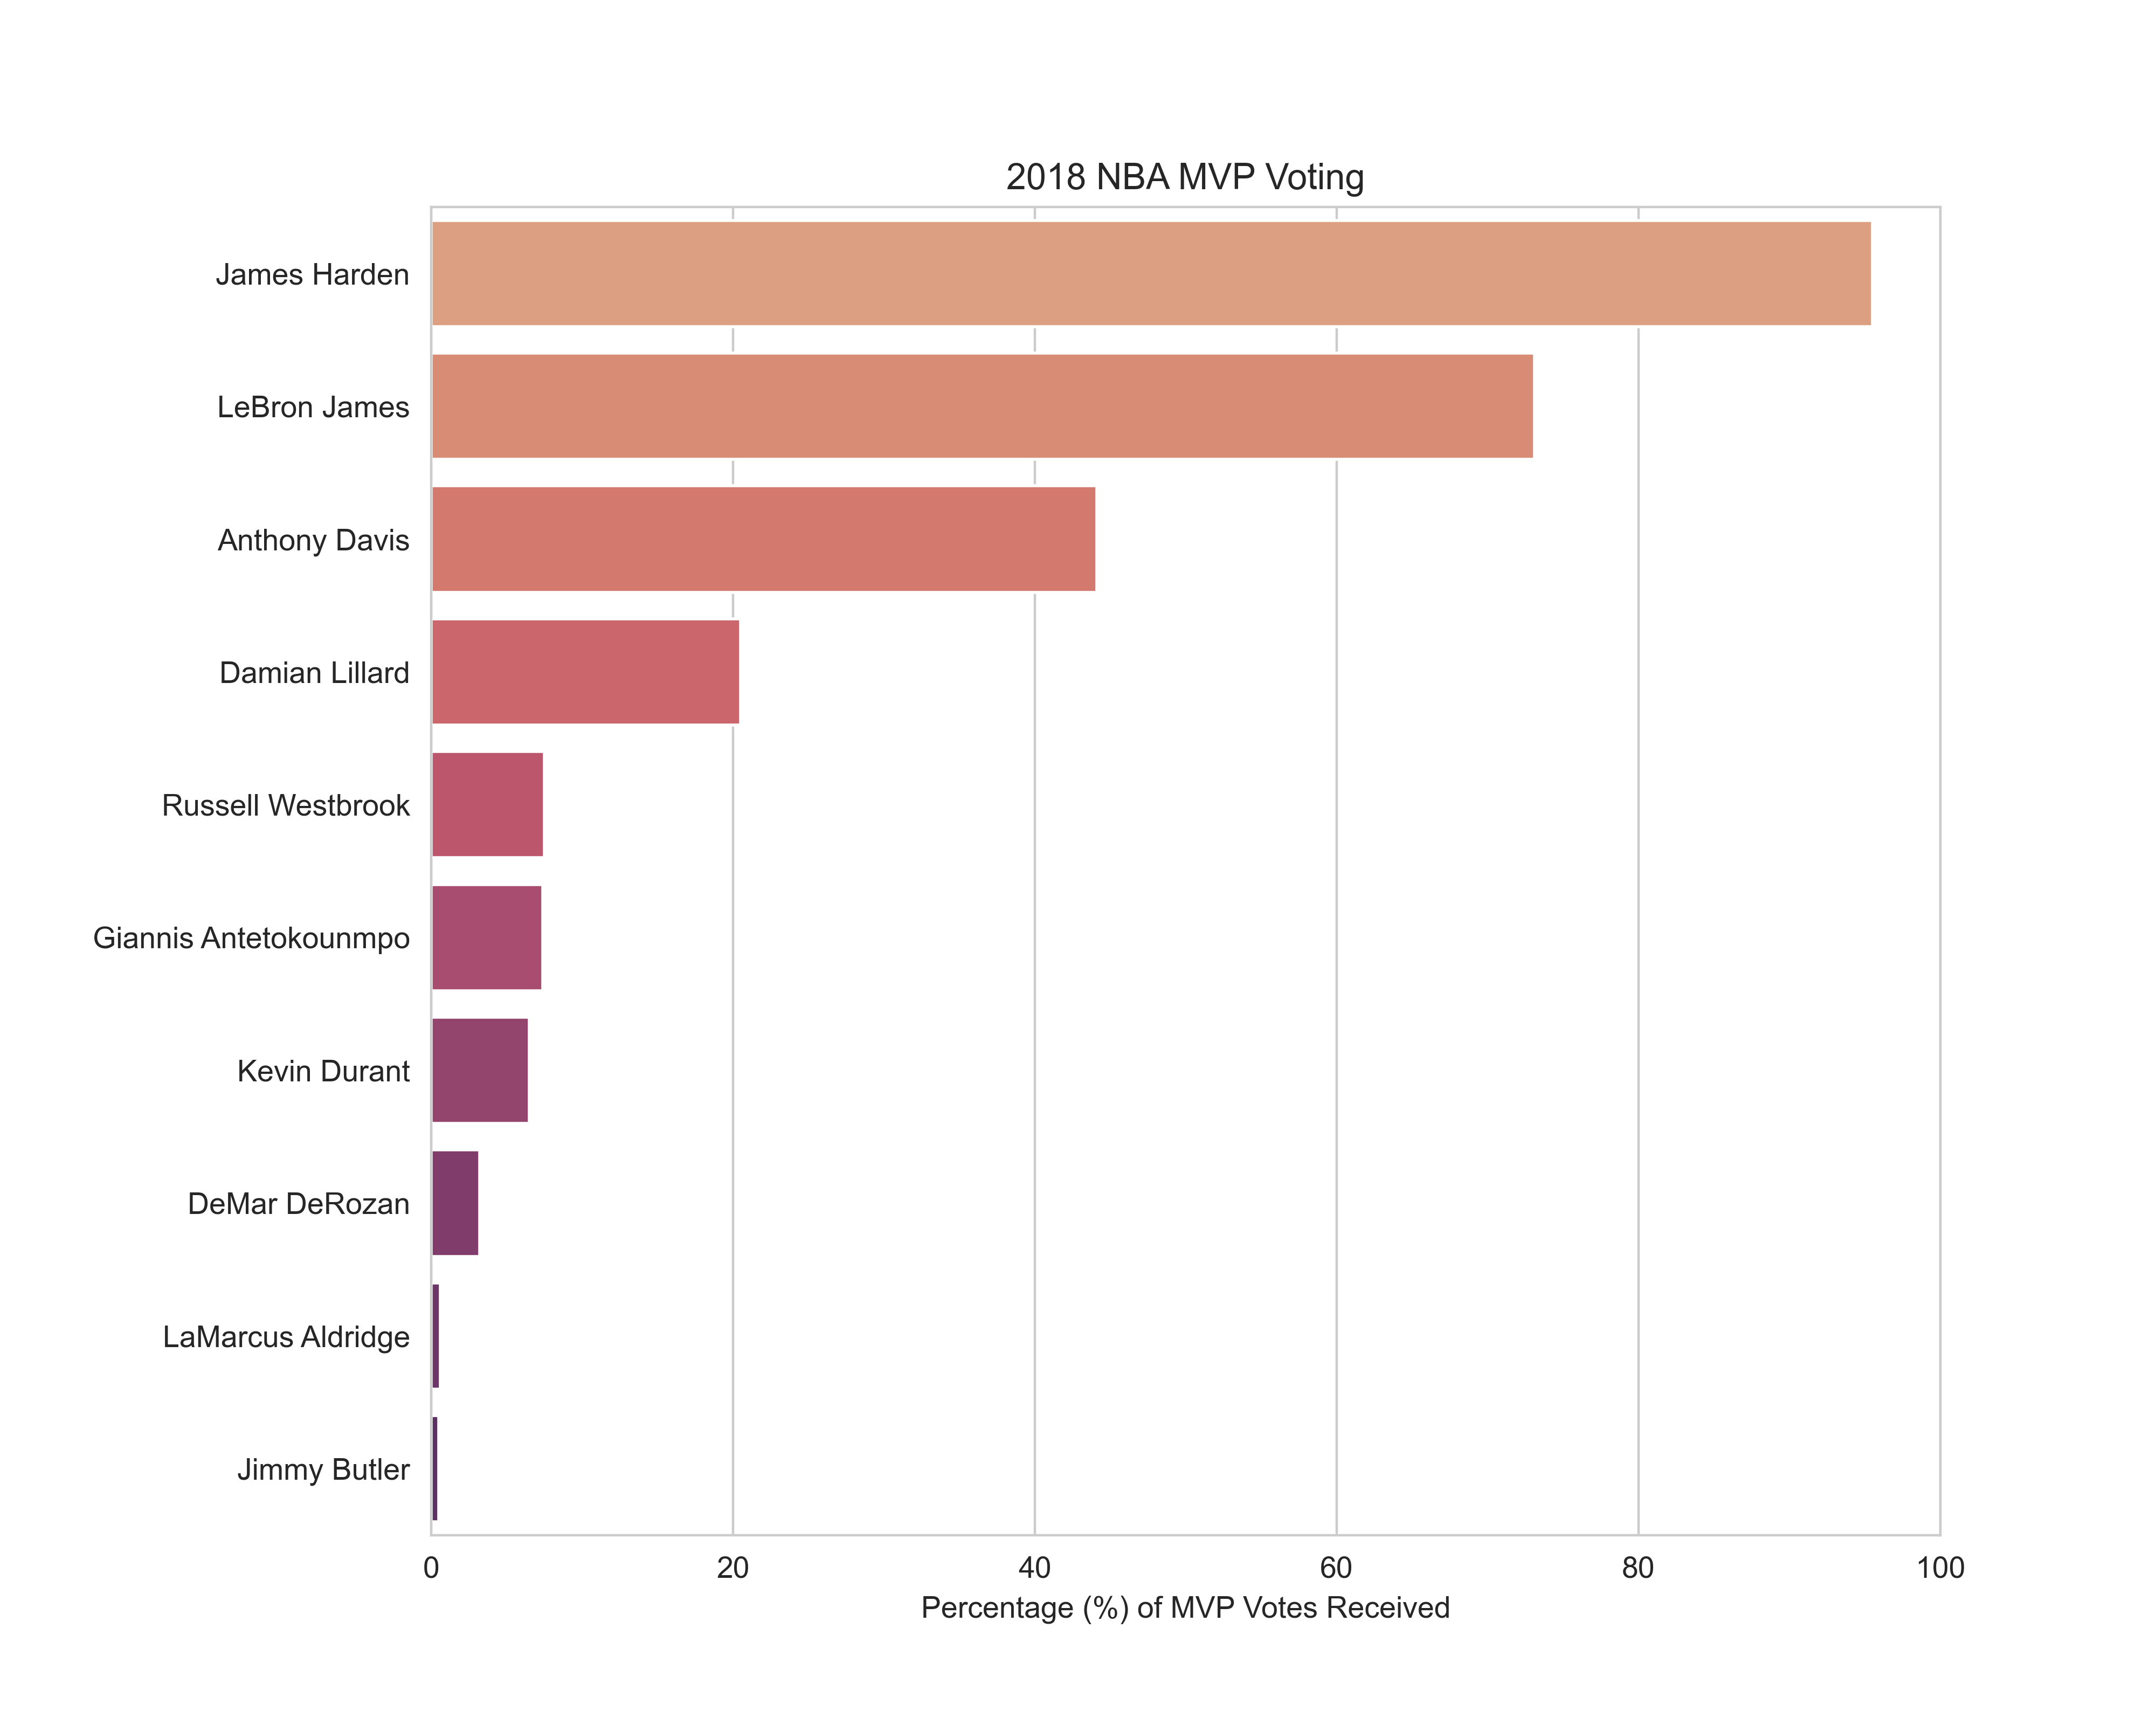 2018 NBA MVP Voting
James Harden
LeBron James
Anthony Davis
Damian Lillard
Russell Westbrook
Giannis Antetokounmpo
Kevin Durant
DeMar DeRozan
LaMarcus Aldridge
Jimmy Butler
0 20 40 60 80 100
Percentage (%) of MVP Votes Received